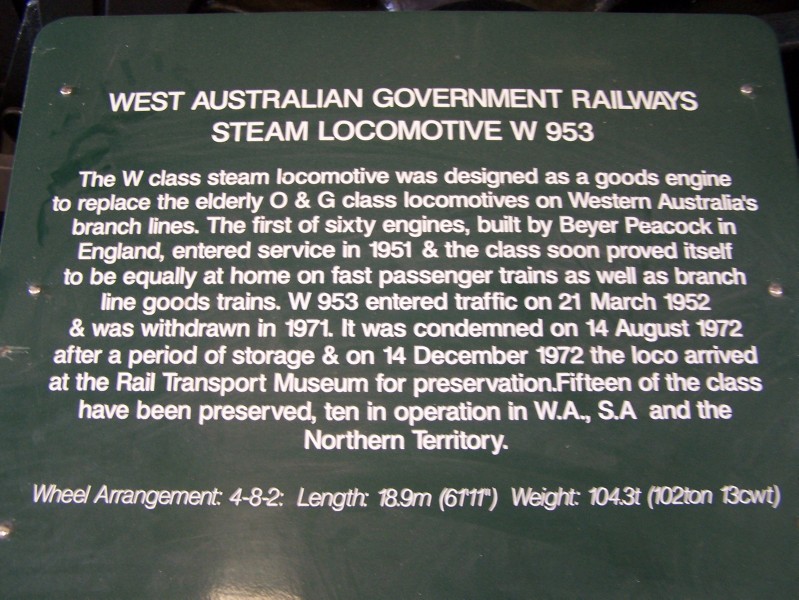 WEST AUSTRALIAN GOVERNMENT RAILWAYS
STEAM LOCOMOTIVE W 953
The W class steam locomotive was designed as a goods engine
to replace the elderly O & G class locomotives on Western Australia's
branch lines. The first of sixty engines, built by Beyer Peacock in
England, entered service in 1951 & the class soon proved itself
to be equally at home on fast passenger trains as well as branch
line goods trains. W 953 entered traffic on 21 March 1952
& was withdrawn in 1971. It was condemned on 14 August 1972
after a period of storage & on 14 December 1972 the loco arrived
at the Rail Transport Museum for preservation.Fifteen of the class
have been preserved, ten in operation in W.A., S.A and the
Northern Territory.
Wheel Arrangement: 4-8-2: Length: 18.9m (61'11") Weight: 104.3t (102ton 13cwt)